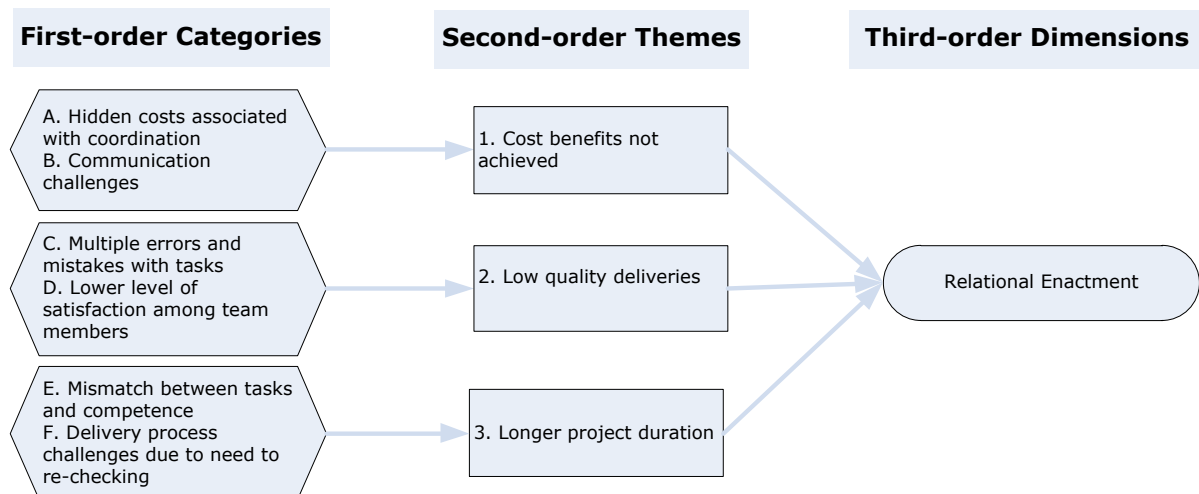 First-order Categories
Second-order Themes
Third-order Dimensions
A. Hidden costs associated
with coordination
B. Communication
challenges
1. Cost benefits not
achieved
C. Multiple errors and
mistakes with tasks
D. Lower level of
satisfaction among team
members
2. Low quality deliveries
Relational Enactment
E. Mismatch between tasks
and competence
F. Delivery process
challenges due to need to
re-checking
3. Longer project duration